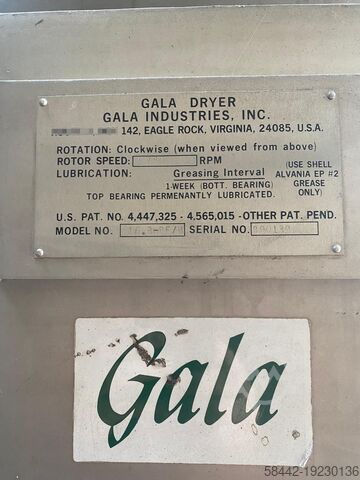 GALA DRYER
GALA INDUSTRIES, INC.
142, EAGLE ROCK, VIRGINIA, 24085, U.S.A.
ROTATION: Clockwise (when viewed from above)
ROTOR SPEED: RPM
LUBRICATION: Greasing Interval (USE SHELL
1-WEEK (BOTT. BEARING) ALVANIA EP #2
TOP BEARING PERMENANTLY LUBRICATED. GREASE
ONLY)
U.S. PAT. NO. 4,447,325 - 4,565,015 - OTHER PAT. PEND.
MODEL NO. SERIAL NO.
Gala
58442-19230136